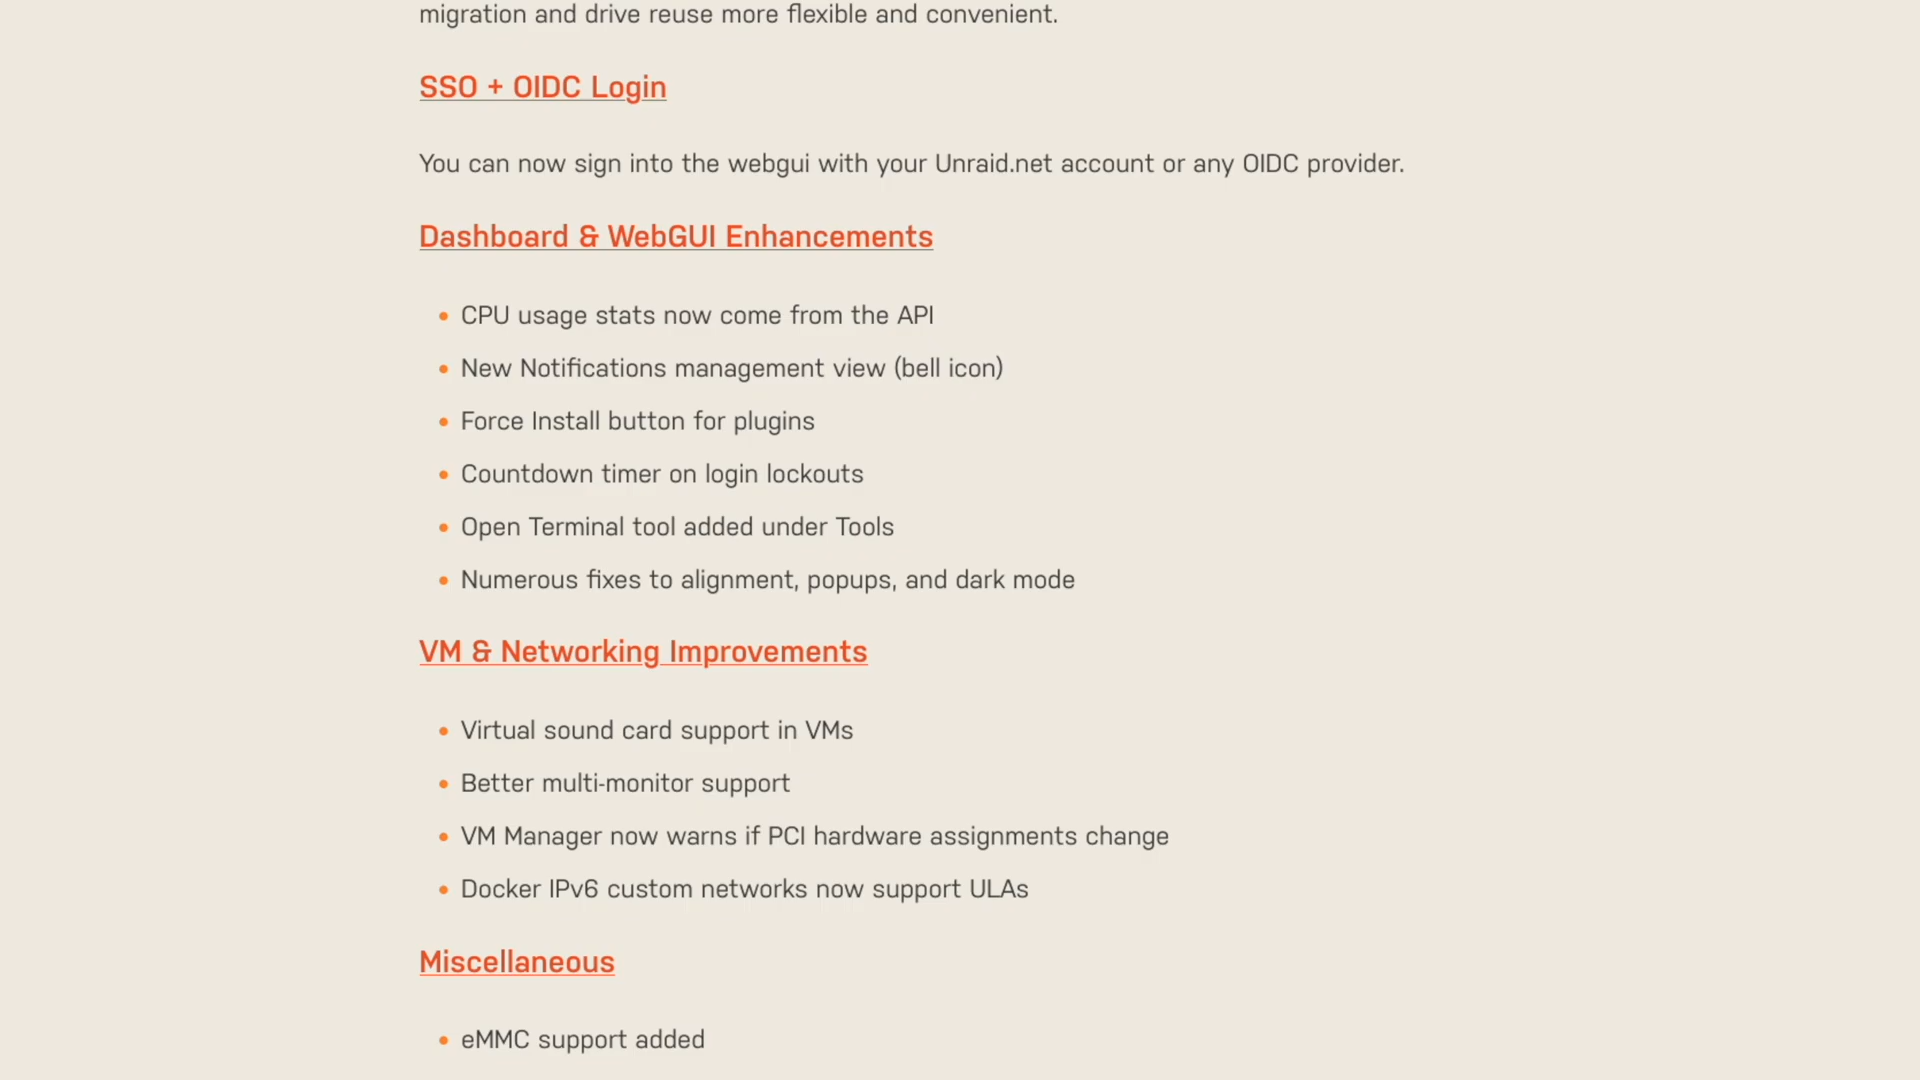 migration and drive reuse more flexible and convenient.
SSO + OIDC Login
You can now sign into the webgui with your Unraid.net account or any OIDC provider.
Dashboard & WebGUI Enhancements
• CPU usage stats now come from the API
• New Notifications management view (bell icon)
• Force Install button for plugins
• Countdown timer on login lockouts
• Open Terminal tool added under Tools
• Numerous fixes to alignment, popups, and dark mode
VM & Networking Improvements
• Virtual sound card support in VMs
• Better multi-monitor support
• VM Manager now warns if PCI hardware assignments change
• Docker IPv6 custom networks now support ULAs
Miscellaneous
• eMMC support added